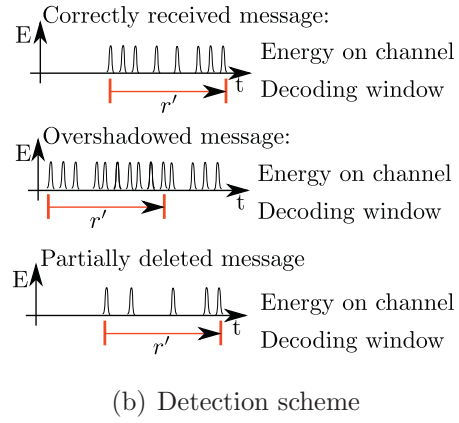 Correctly received message:
E
Energy on channel
t
Decoding window
r′
Overshadowed message:
E
Energy on channel
t
Decoding window
r′
Partially deleted message
E
Energy on channel
t
Decoding window
r′
(b) Detection scheme